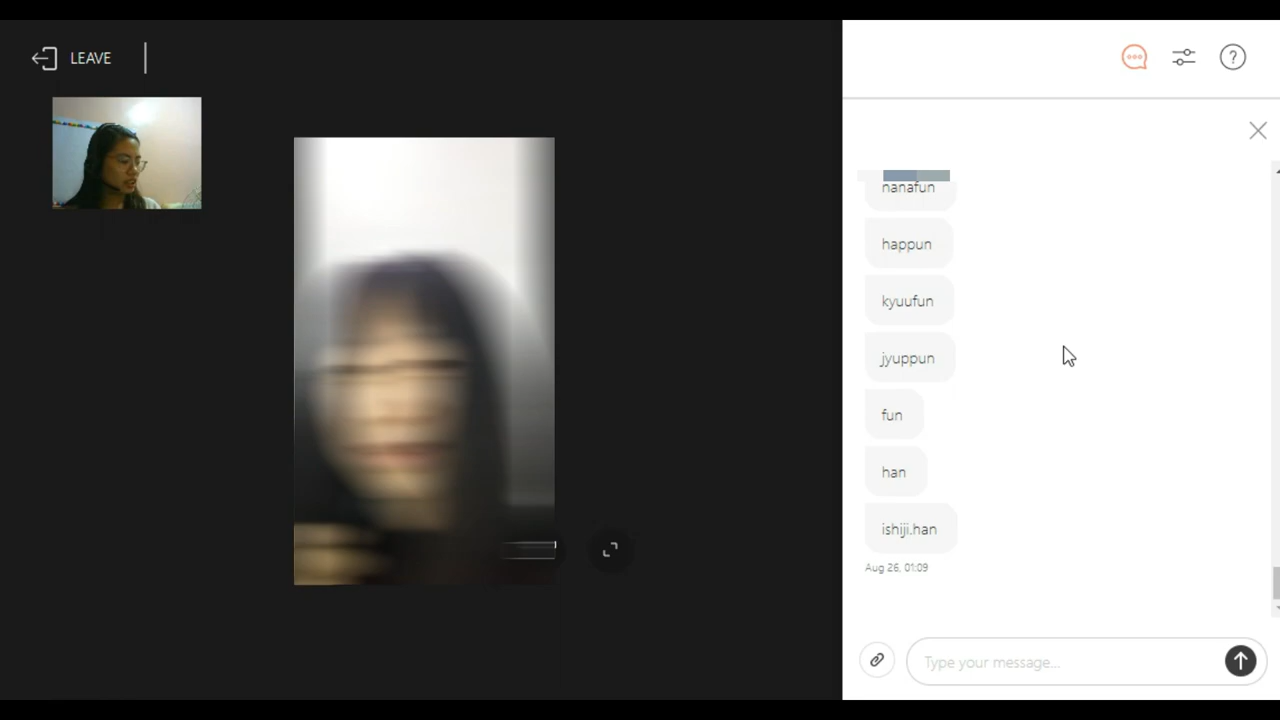 LEAVE
nanafun
happun
kyuufun
jyuppun
fun
han
ishiji.han
Aug 26, 01:09
Type your message...